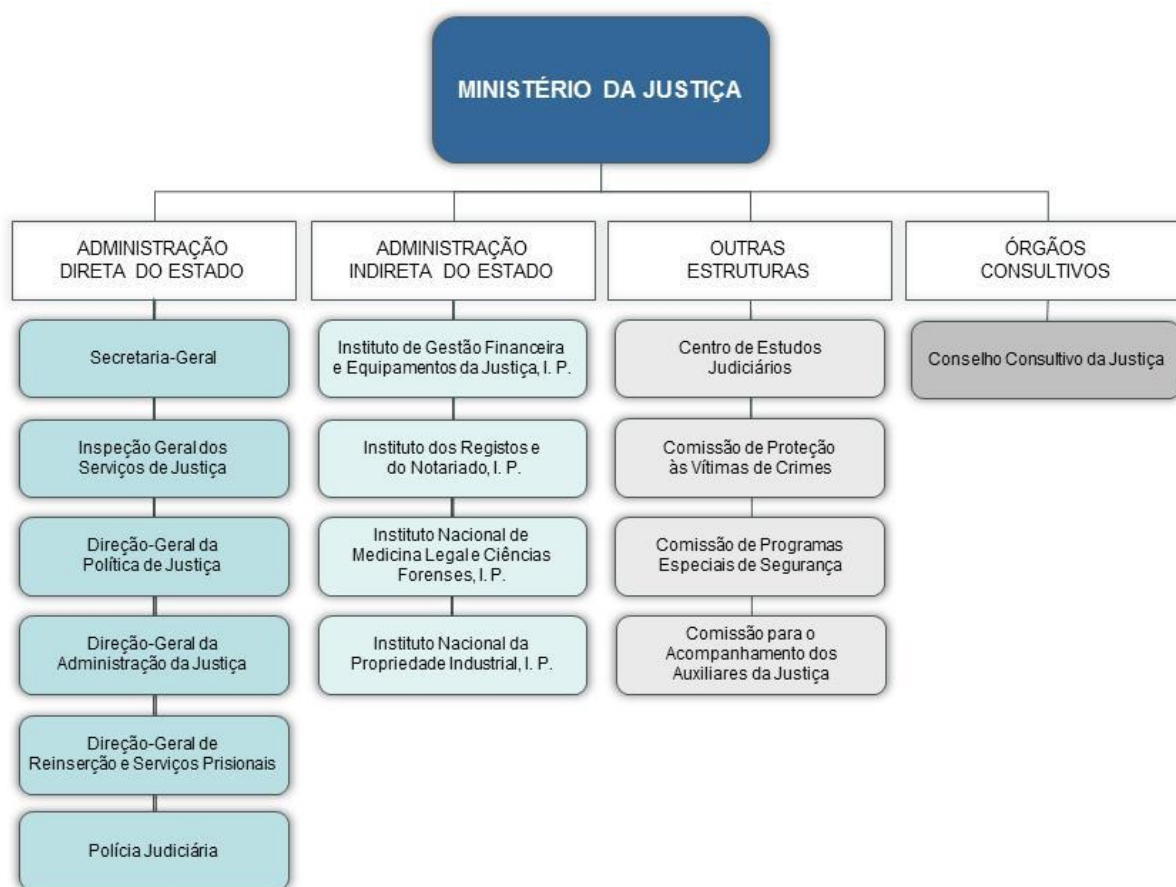 MINISTÉRIO DA JUSTIÇA
ADMINISTRAÇÃO
DIRETA DO ESTADO
Secretaria-Geral
Inspeção Geral dos
Serviços de Justiça
Direção-Geral da
Política de Justiça
Direção-Geral da
Administração da Justiça
Direção-Geral de
Reinserção e Serviços Prisionais
Polícia Judiciária
ADMINISTRAÇÃO
INDIRETA DO ESTADO
Instituto de Gestão Financeira
e Equipamentos da Justiça, I. P.
Instituto dos Registos e
do Notariado, I. P.
Instituto Nacional de
Medicina Legal e Ciências
Forenses, I. P.
Instituto Nacional da
Propriedade Industrial, I. P.
OUTRAS
ESTRUTURAS
Centro de Estudos
Judiciários
Comissão de Proteção
às Vítimas de Crimes
Comissão de Programas
Especiais de Segurança
Comissão para o
Acompanhamento dos
Auxiliares da Justiça
ÓRGÃOS
CONSULTIVOS
Conselho Consultivo da Justiça